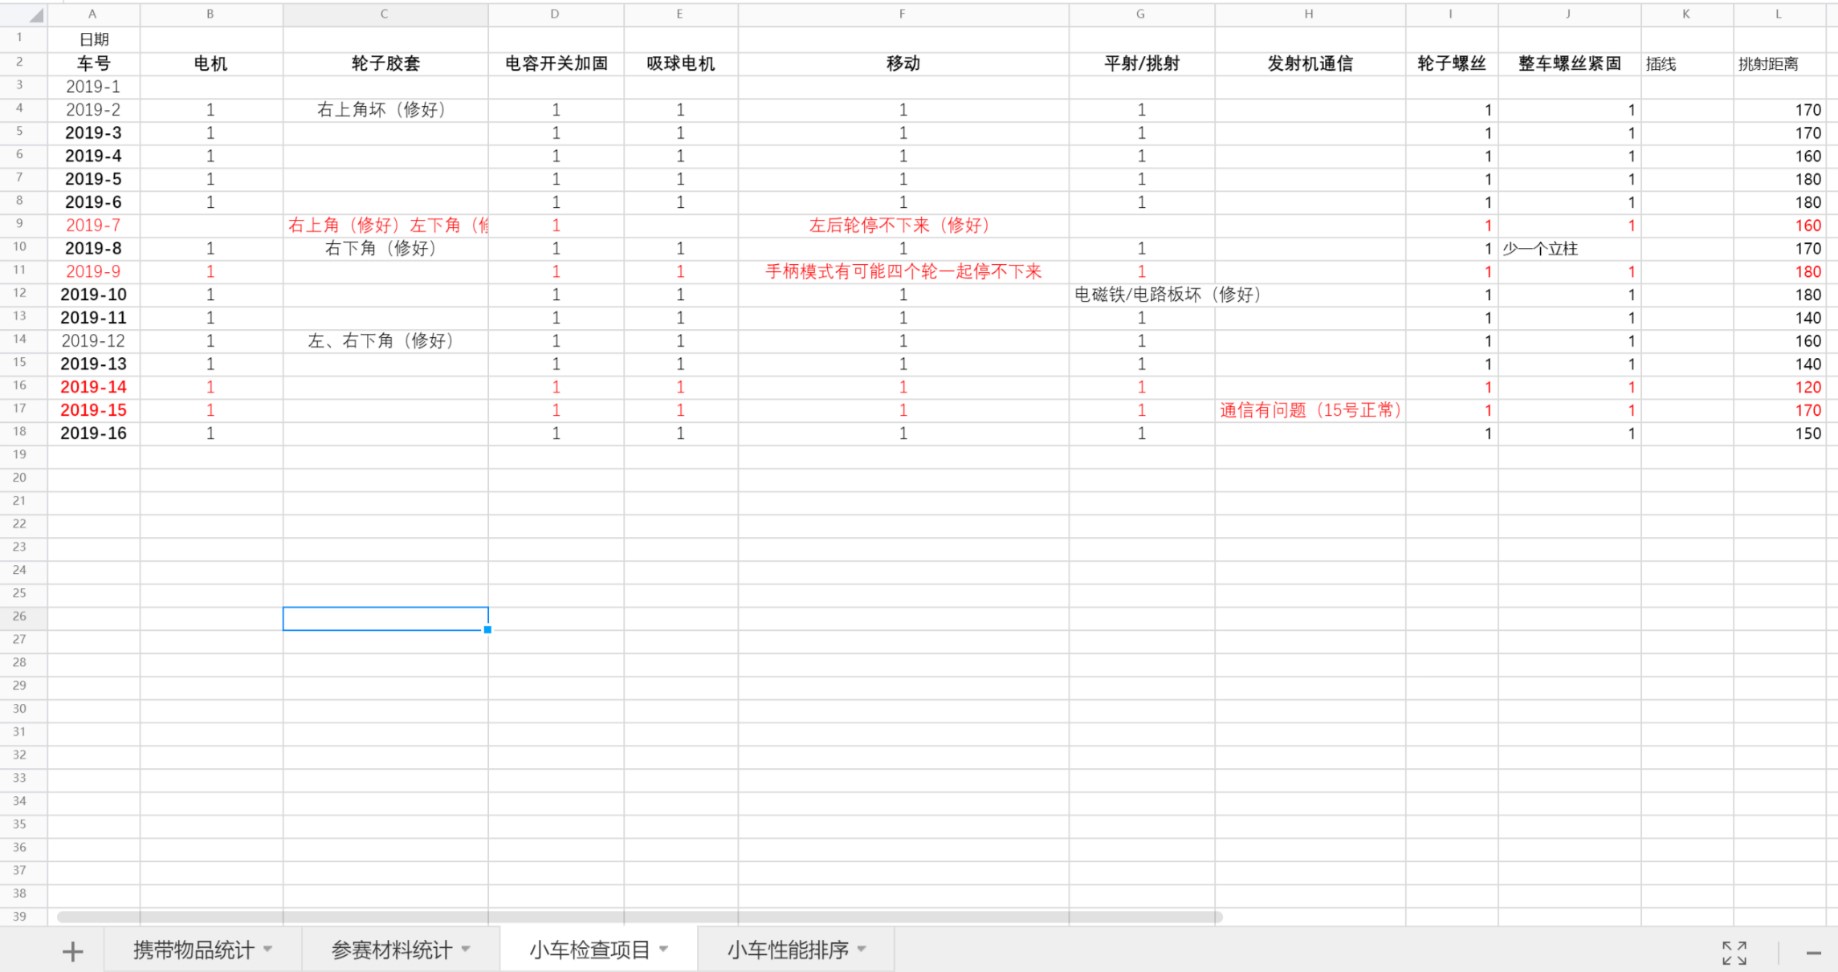 A B C D E F G H I J K L
1 日期
2 车号 电机 轮子胶套 电容开关加固 吸球电机 移动 平射/挑射 发射机通信 轮子螺丝 整车螺丝紧固 插线 挑射距离
3 2019-1
4 2019-2 1 右上角坏（修好） 1 1 1 1 1 1 170
5 2019-3 1 1 1 1 1 1 1 170
6 2019-4 1 1 1 1 1 1 1 160
7 2019-5 1 1 1 1 1 1 1 180
8 2019-6 1 1 1 1 1 1 1 180
9 2019-7 右上角（修好）左下角（ 1 左后轮停不下来（修好） 1 1 160
10 2019-8 1 右下角（修好） 1 1 1 1 1 少一个立柱 170
11 2019-9 1 1 1 手柄模式有可能四个轮一起停不下来 1 1 1 180
12 2019-10 1 1 1 1 电磁铁/电路板坏（修好） 1 1 180
13 2019-11 1 1 1 1 1 1 1 140
14 2019-12 1 左、右下角（修好） 1 1 1 1 1 1 160
15 2019-13 1 1 1 1 1 1 1 140
16 2019-14 1 1 1 1 1 1 1 120
17 2019-15 1 1 1 1 1 通信有问题（15号正常） 1 1 170
18 2019-16 1 1 1 1 1 1 1 150
19
20
21
22
23
24
25
26
27
28
29
30
31
32
33
34
35
36
37
38
39
携带物品统计 参赛材料统计 小车检查项目 小车性能排序